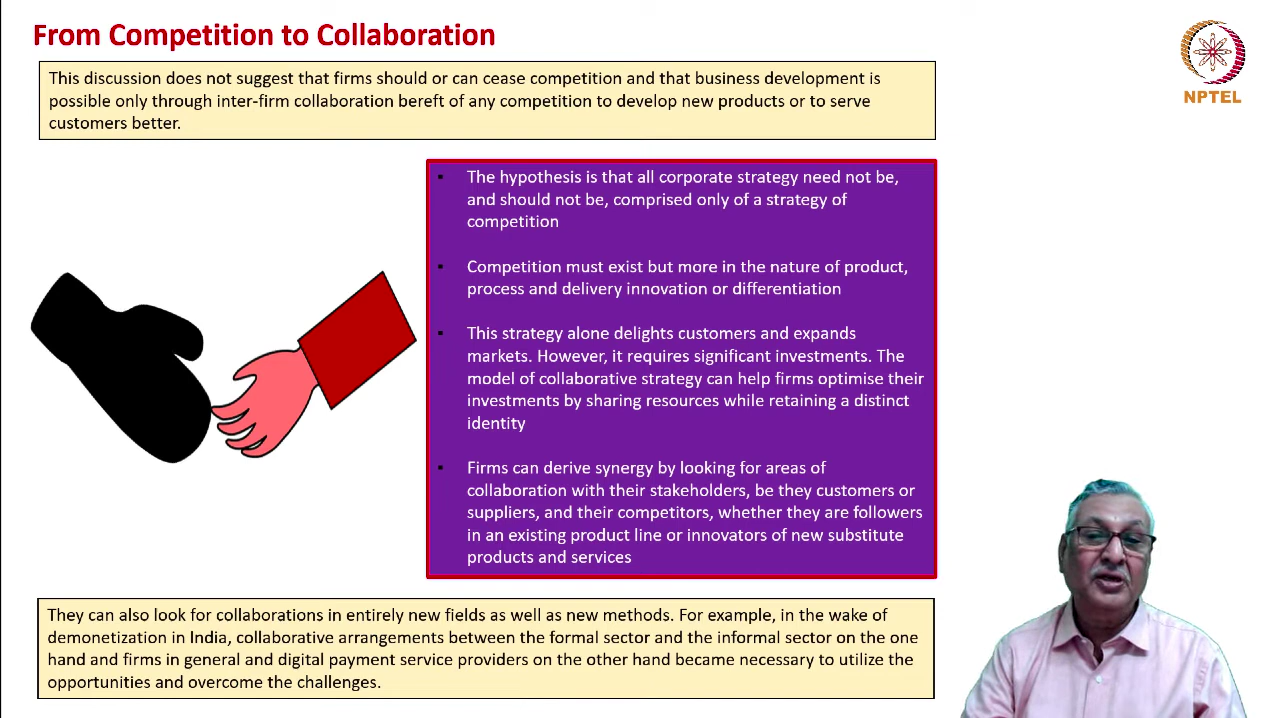 From Competition to Collaboration
This discussion does not suggest that firms should or can cease competition and that business development is
possible only through inter-firm collaboration bereft of any competition to develop new products or to serve
customers better.
NPTEL
▪ The hypothesis is that all corporate strategy need not be,
and should not be, comprised only of a strategy of
competition
▪ Competition must exist but more in the nature of product,
process and delivery innovation or differentiation
▪ This strategy alone delights customers and expands
markets. However, it requires significant investments. The
model of collaborative strategy can help firms optimise their
investments by sharing resources while retaining a distinct
identity
▪ Firms can derive synergy by looking for areas of
collaboration with their stakeholders, be they customers or
suppliers, and their competitors, whether they are followers
in an existing product line or innovators of new substitute
products and services
They can also look for collaborations in entirely new fields as well as new methods. For example, in the wake of
demonetization in India, collaborative arrangements between the formal sector and the informal sector on the one
hand and firms in general and digital payment service providers on the other hand became necessary to utilize the
opportunities and overcome the challenges.